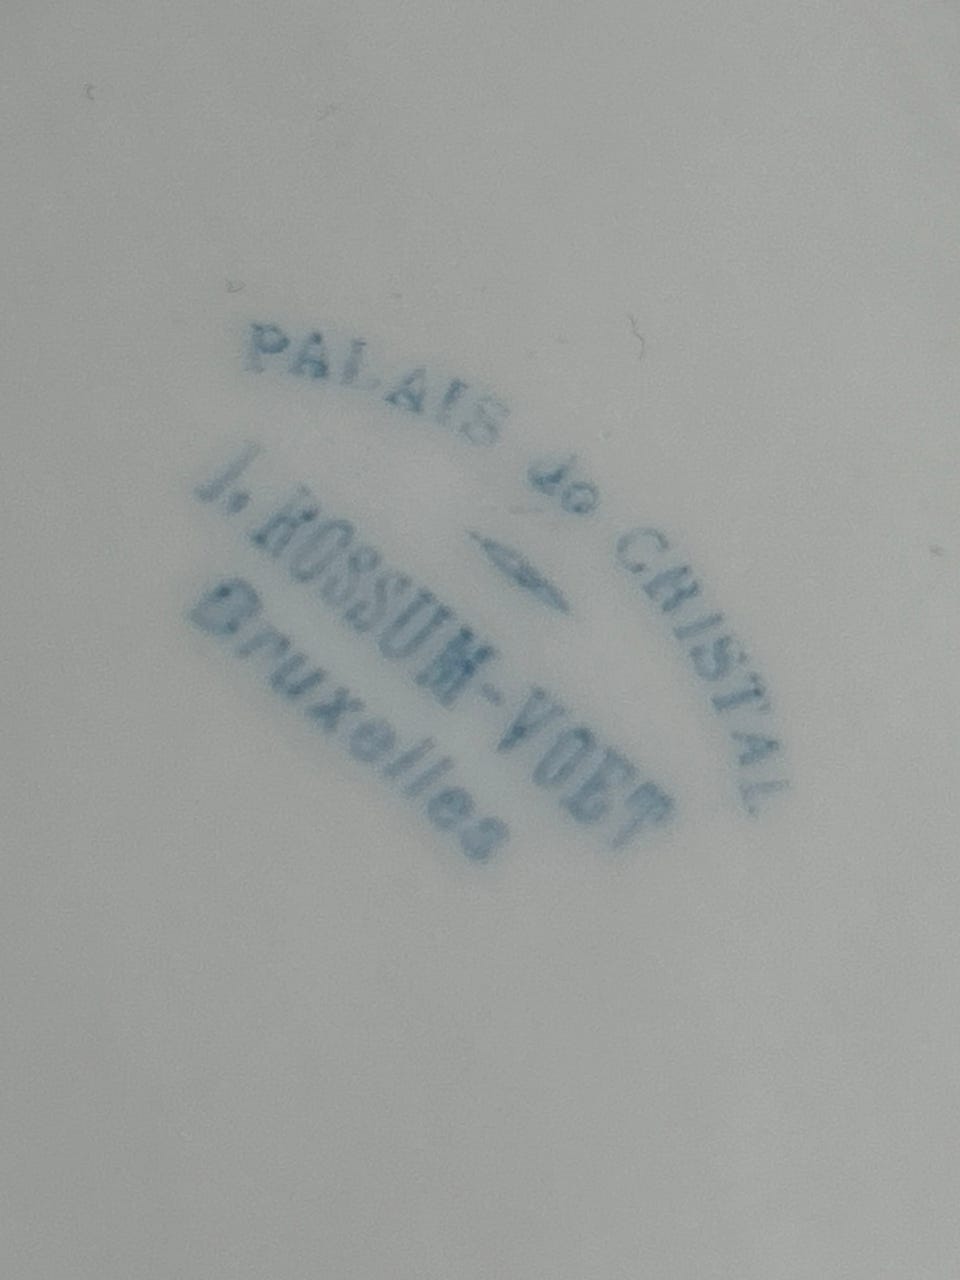 PALAIS de CRISTAL
J. ROSSUM-VOET
Bruxelles